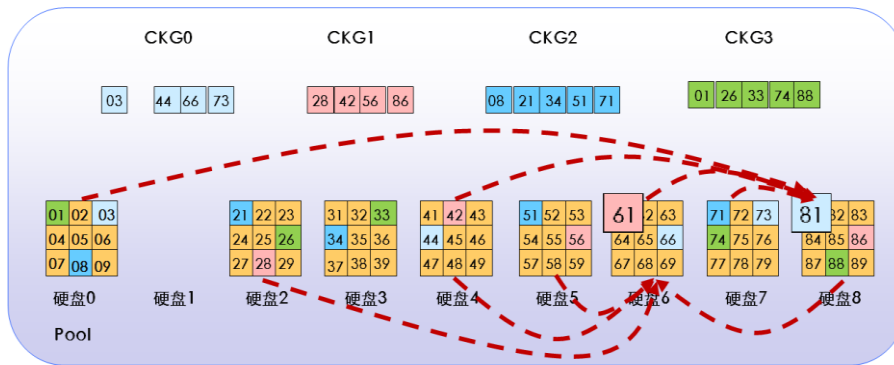 CKG0 CKG1 CKG2 CKG3
03 44 66 73 28 42 56 86 08 21 34 51 71 01 26 33 74 88
01 02 03 21 22 23 31 32 33 41 42 43 51 52 53 61 63 71 72 73 81 83
04 05 06 24 25 26 34 35 36 44 45 46 54 55 56 64 65 66 74 75 76 84 85 86
07 08 09 27 28 29 37 38 39 47 48 49 57 58 59 67 68 69 77 78 79 87 88 89
硬盘0 硬盘1 硬盘2 硬盘3 硬盘4 硬盘5 硬盘6 硬盘7 硬盘8
Pool